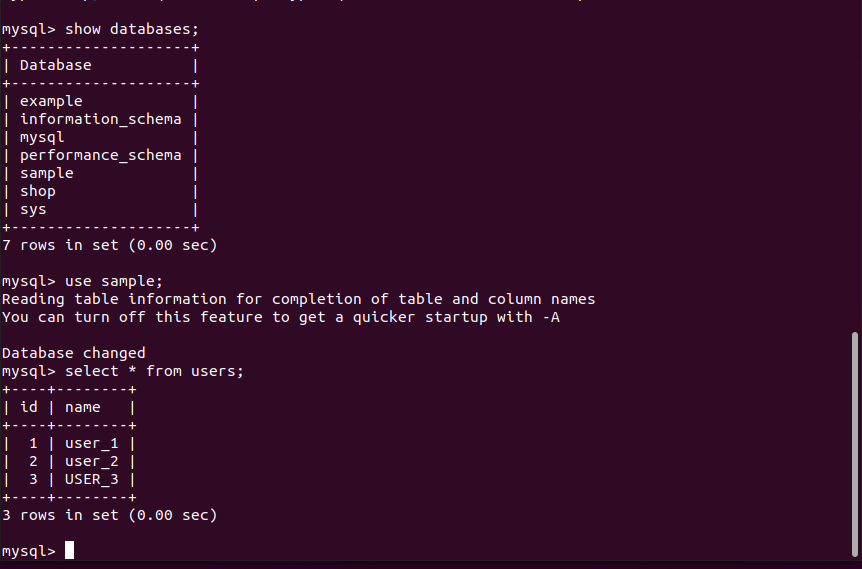 mysql> show databases;
+--------------------+
| Database           |
+--------------------+
| example            |
| information_schema |
| mysql              |
| performance_schema |
| sample             |
| shop               |
| sys                |
+--------------------+
7 rows in set (0.00 sec)

mysql> use sample;
Reading table information for completion of table and column names
You can turn off this feature to get a quicker startup with -A

Database changed
mysql> select * from users;
+----+--------+
| id | name   |
+----+--------+
|  1 | user_1 |
|  2 | user_2 |
|  3 | USER_3 |
+----+--------+
3 rows in set (0.00 sec)

mysql>